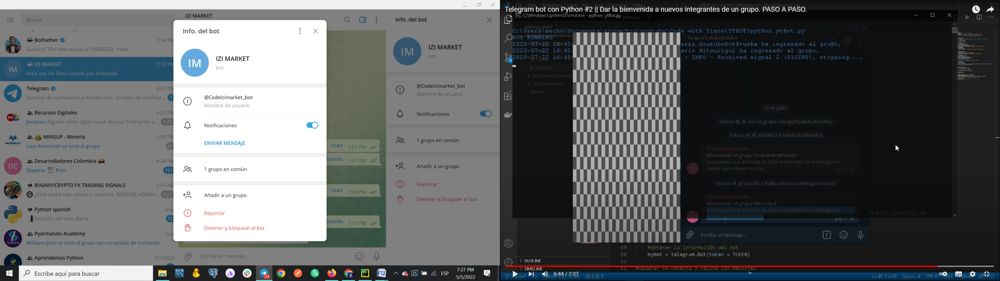 Buscar
BotFather
7:14 PM
Success! The new status is: DISABLED. /help
IM
IZI MARKET
7:10 PM
Hola Soy Un Boot Creado por Armando
Telegram
6:31 PM
Sonidos de notificación y mucho más Sonidos de notificac...
Recursos Digitales
6:07 PM
Jonatan: Alguien tiene algún cursó de java Enterprise e...
1192
MINSUP - Minería
1:00 PM
Levi Ackerman se unió al grupo
DC
Desarrolladores Colombia
8:34 AM
Dayana: Foto
121
BINARY/CRYPTO FX TRADING SIGNALS
5:47 AM
¿Está usted sólo unirse a nosotros, MENSAJE ADMIN...
1637
Python spanish
Solución del reto diario.
72
Pyarmando Academy
Willians John se unió al grupo con un enlace de invitación
Aprendamos Python
5/1/2022
IZI MARKET
Info. del bot
IM
IZI MARKET
bot
@CodeIzimarket_bot
Nombre de usuario
Notificaciones
ENVIAR MENSAJE
1 grupo en común
Añadir a un grupo
Reportar
Detener y bloquear el bot
/start 7:01 PM
botinfo 7:01 PM
/start 7:08 PM
botinfo 7:10 PM
Escribe un mensaje...
Info. del bot
IM
IZI MARKET
bot
@CodeIzimarket_bot
Nombre de usuario
Notificaciones
1 grupo en común
Añadir a un grupo
Reportar
Detener y bloquear el bot
Escribe aquí para buscar
73
ESP
7:27 PM
5/5/2022
Telegram bot con Python #2 || Dar la bienvenida a nuevos integrantes de un grupo. PASO A PASO.
C:\Windows\system32\cmd.exe - python ytBot.py
OPEN EDITORS
C:\Users\mechu\Documents\proyectos\youtube\Code with Yison\YTBOT>python ytBot.py
BOT RUNNING
GrupoYoutubePrueba
2020-07-22 16:45: ario YoutubeBotPrueba ha ingresado al grupo,
2020-07-22 16:45: ario Hitsurigui ha ingresado al grupo,
2020-07-22 16:45: - INFO - Received signal 2 (SIGINT), stopping...,
ytBot.py
ytbotvideo.wfp
Python
22 de julio
Yeison ಠ_ಠ creó el grupo «GrupoYoutubePrueba»
Yeison ಠ_ಠ añadió a YoutubeBotPrueba
YoutubeBotPrueba
Bienvenido al grupo YoutubeBotPrueba
Esperamos que disfrutes de esta comunidad de tecnologia en
donde aprenderas mucho
Yeison ಠ_ಠ añadió a Felipe Herrera Arteaga Gemelo
YoutubeBotPrueba
Bienvenido al grupo Hitsurigui
Esperamos que disfrutes de esta comunidad de tecnologia en
donde aprenderas mucho
de esta comunidad de
Escribe un mensaje...
49 #obtener la información del bot
50 myBot = telegram.Bot(token = TOKEN)
51
52 #updater se conecta y recibe los mensajes
OUTLINE
TIMELINE
6:44 / 7:37
Ln 45, Col 65 Spaces: 4